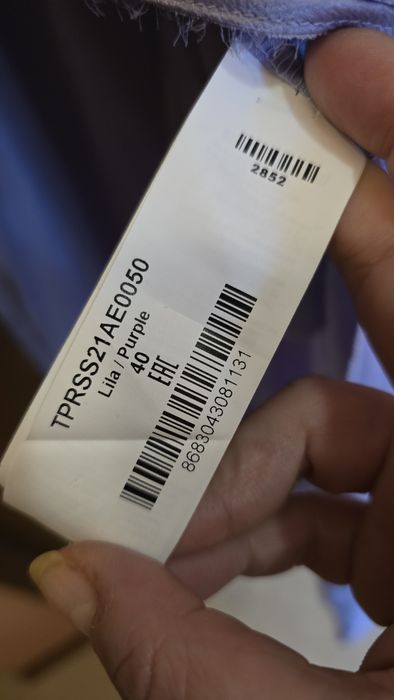 2852
TPRSS21AE0050
Lila / Purple
40
EAC
8683043081131